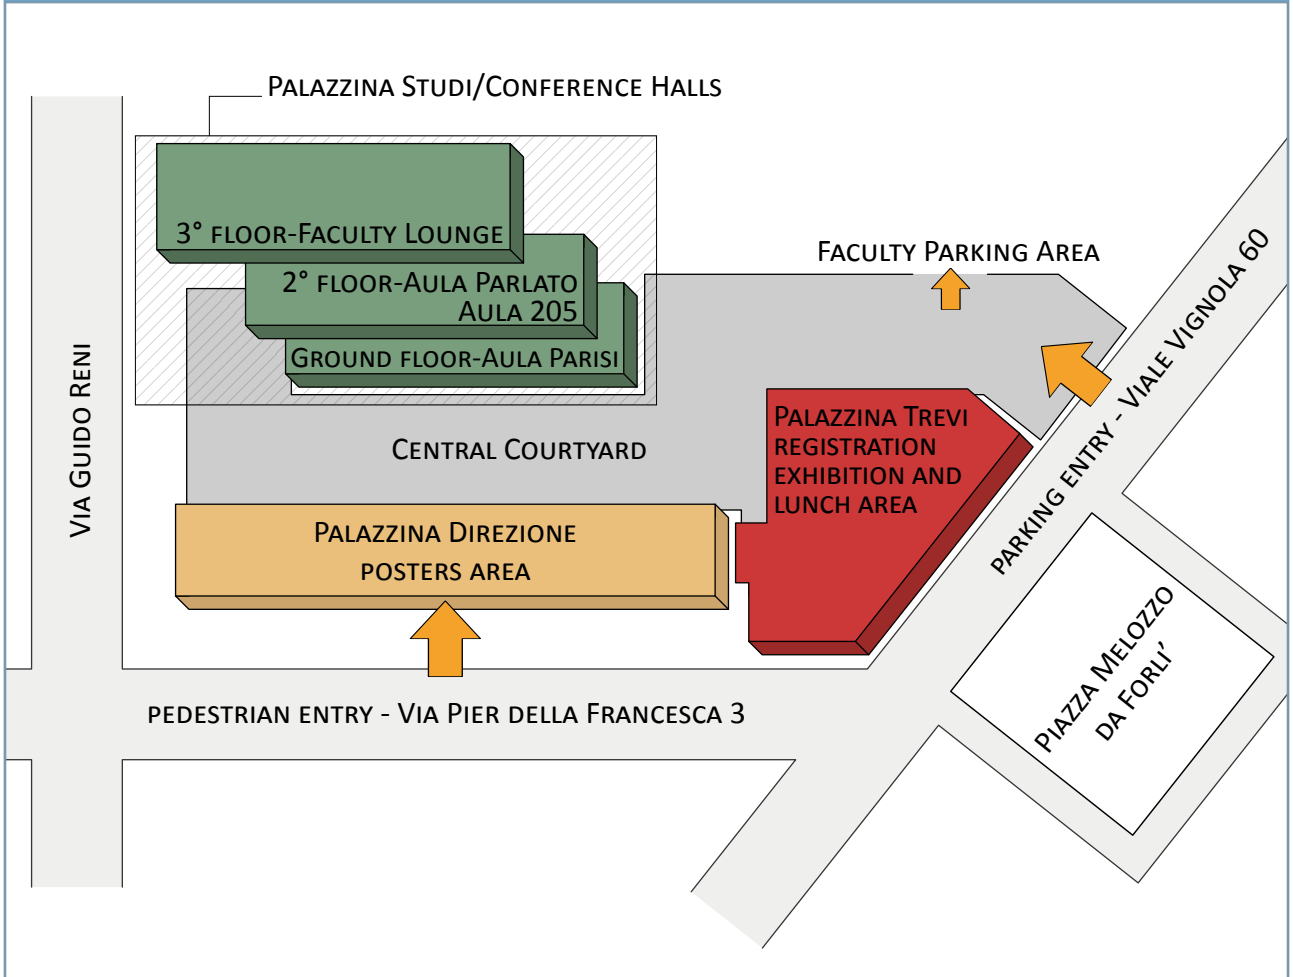 Palazzina Studi/Conference Halls
3° floor-Faculty Lounge
2° floor-Aula Parlato
Aula 205
Ground floor-Aula Parisi
Faculty Parking Area
Via Guido Reni
Central Courtyard
Palazzina Trevi
registration
exhibition and
lunch area
parking entry - Viale Vignola 60
Palazzina Direzione
posters area
Piazza Melozzo
da Forli'
pedestrian entry - Via Pier della Francesca 3